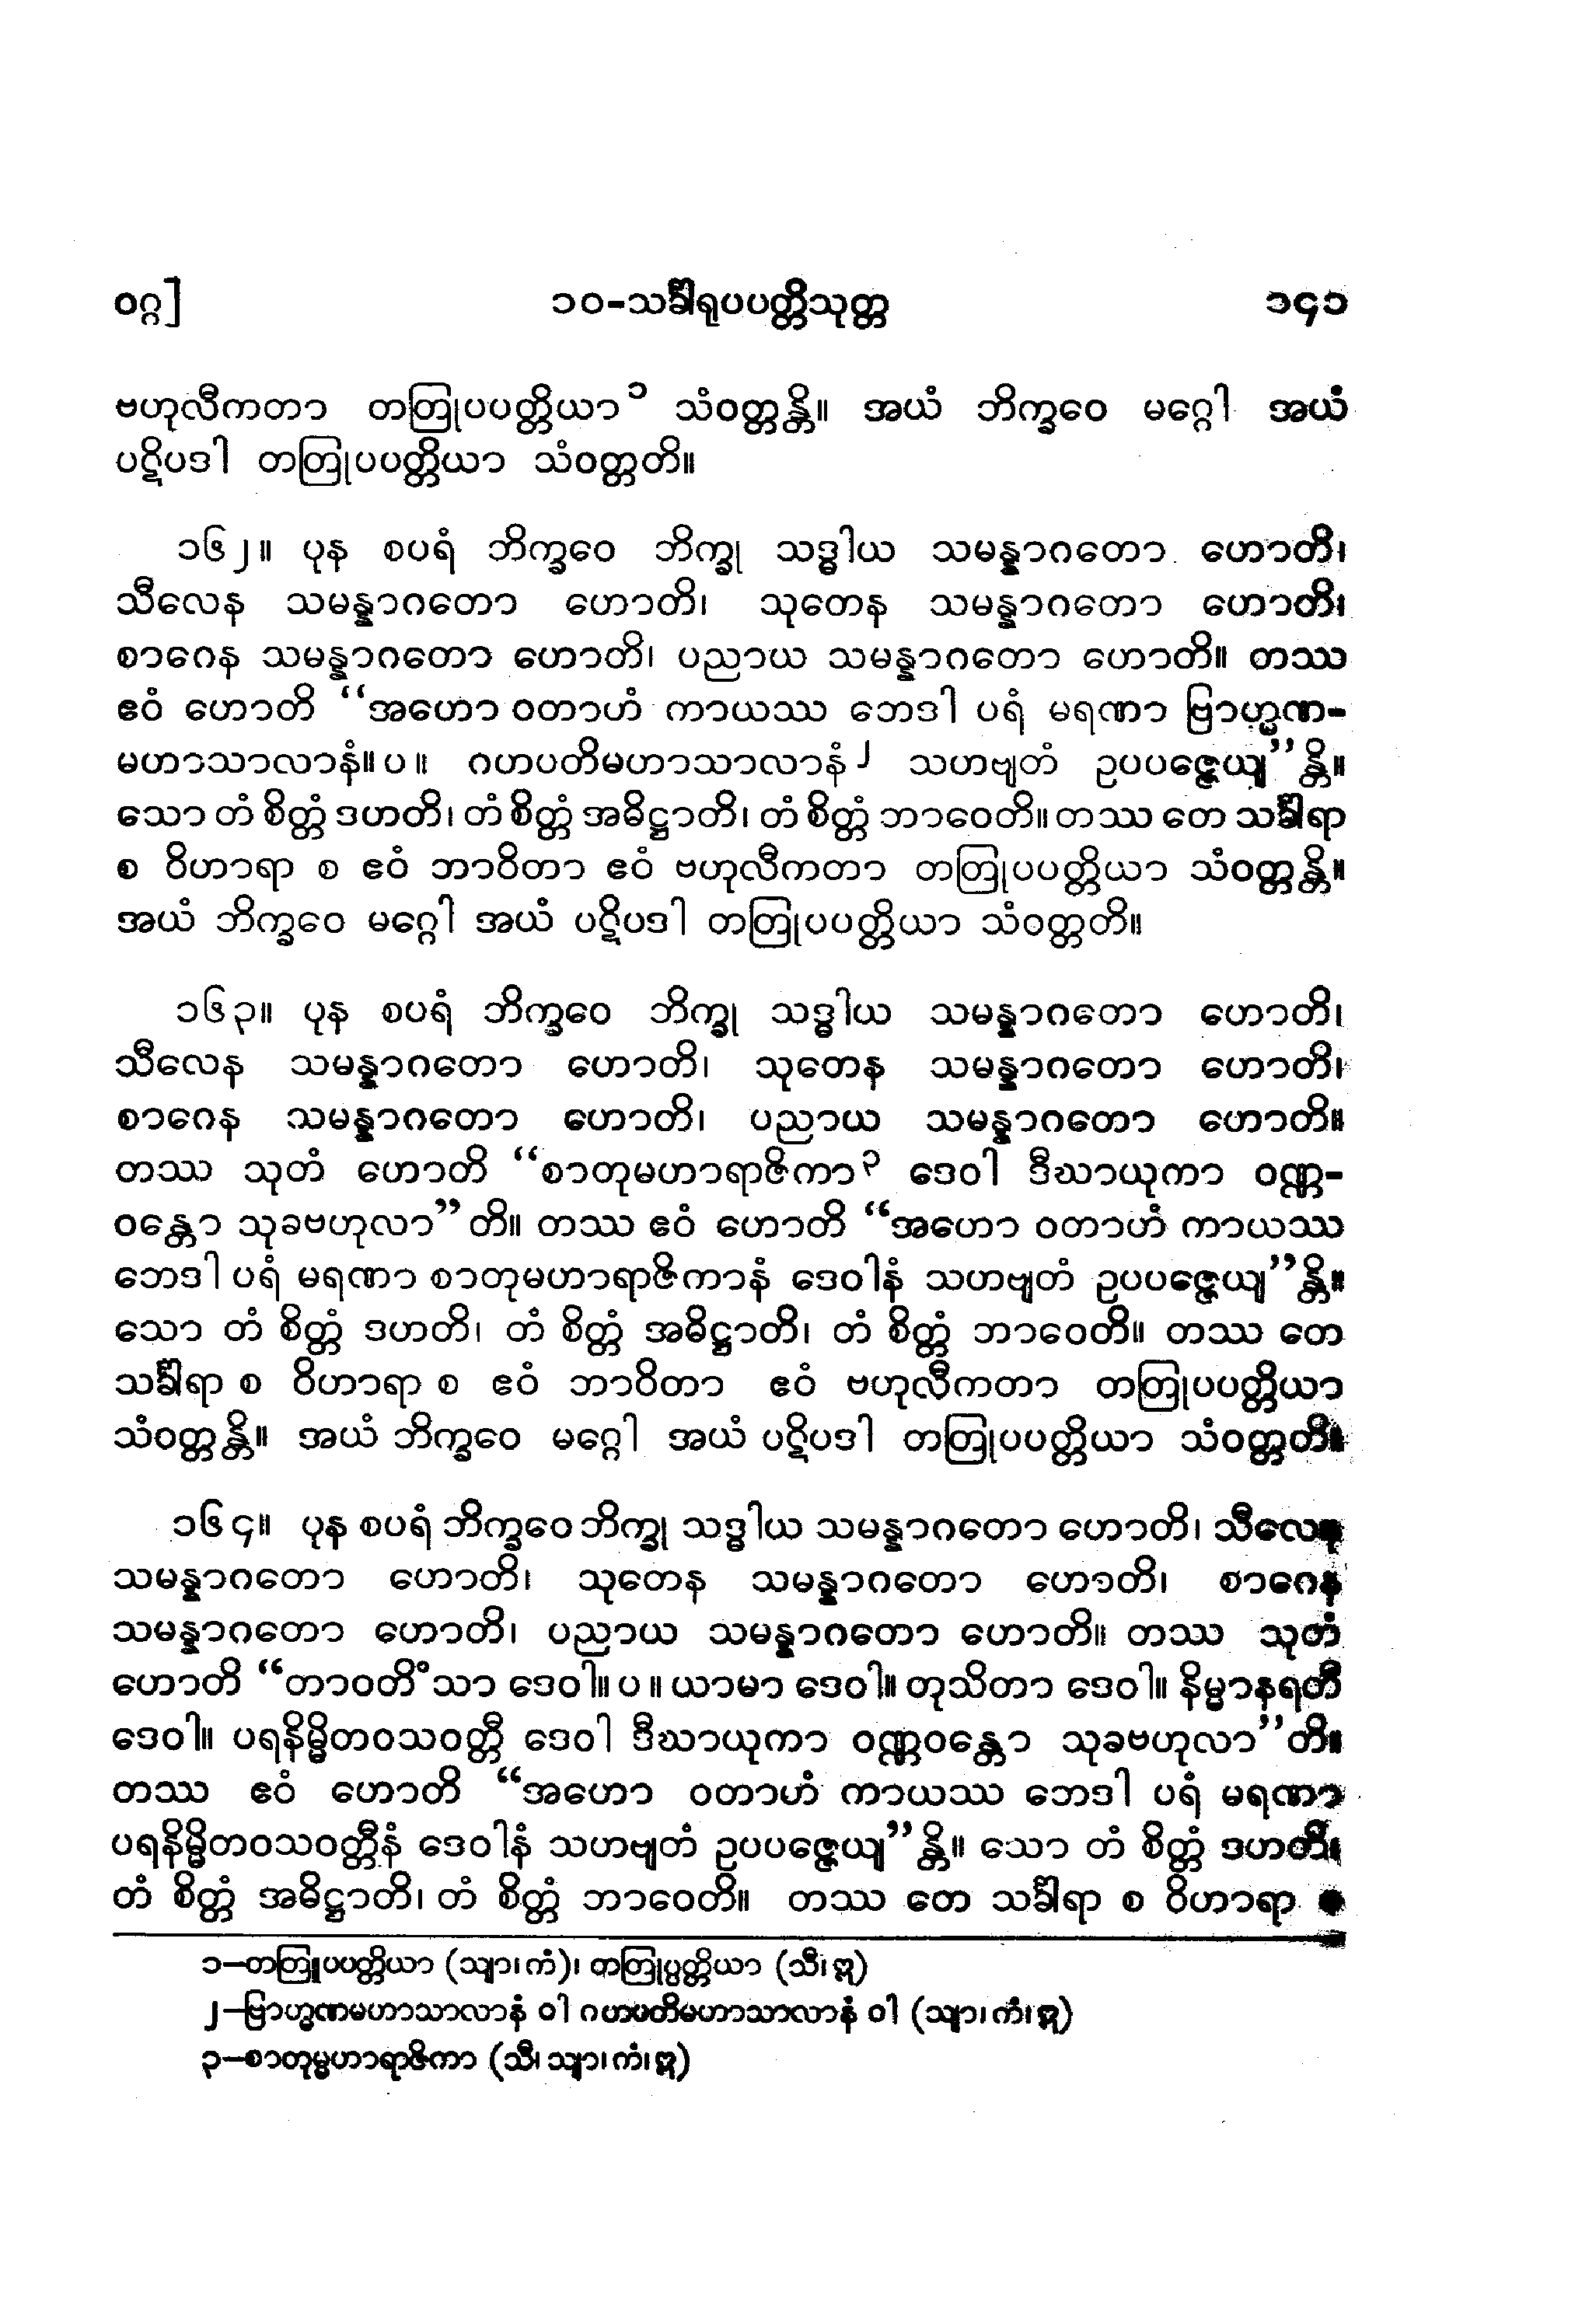 ဝဂ္ဂ] ၁၀-သင်္ခါရုပပတ္တိသုတ္တ ၁၄၁
ဗဟုလီကတာ တတြုပပတ္တိယာ ၁ သံဝတ္တန္တိ။ အယံ ဘိက္ခဝေ မဂ္ဂေါ အယံ
ပဋိပဒါ တတြုပပတ္တိယာ သံဝတ္တတိ။
၁၆၂။ ပုန စပရံ ဘိက္ခဝေ ဘိက္ခု သဒ္ဓါယ သမန္နာဂတော ဟောတိ၊
သီလေန သမန္နာဂတော ဟောတိ၊ သုတေန သမန္နာဂတော ဟောတိ၊
စာဂေန သမန္နာဂတော ဟောတိ၊ ပညာယ သမန္နာဂတော ဟောတိ။ တဿ
ဧဝံ ဟောတိ “အဟော ဝတာဟံ ကာယဿ ဘေဒါ ပရံ မရဏာ ဗြာဟ္မဏ-
မဟာသာလာနံ။ ပ ။ ဂဟပတိမဟာသာလာနံ ၂ သဟဗျတံ ဥပပဇ္ဇေယျ”န္တိ။
သော တံ စိတ္တံ ဒဟတိ၊ တံ စိတ္တံ အဓိဋ္ဌာတိ၊ တံ စိတ္တံ ဘာဝေတိ။ တဿ တေ သင်္ခါရာ
စ ဝိဟာရာ စ ဧဝံ ဘာဝိတာ ဧဝံ ဗဟုလီကတာ တတြုပပတ္တိယာ သံဝတ္တန္တိ။
အယံ ဘိက္ခဝေ မဂ္ဂေါ အယံ ပဋိပဒါ တတြုပပတ္တိယာ သံဝတ္တတိ။
၁၆၃။ ပုန စပရံ ဘိက္ခဝေ ဘိက္ခု သဒ္ဓါယ သမန္နာဂတော ဟောတိ၊
သီလေန သမန္နာဂတော ဟောတိ၊ သုတေန သမန္နာဂတော ဟောတိ၊
စာဂေန သမန္နာဂတော ဟောတိ၊ ပညာယ သမန္နာဂတော ဟောတိ။
တဿ သုတံ ဟောတိ “စာတုမဟာရာဇိကာ ၃ ဒေဝါ ဒီဃာယုကာ ဝဏ္ဏ-
ဝန္တော သုခဗဟုလာ”တိ။ တဿ ဧဝံ ဟောတိ “အဟော ဝတာဟံ ကာယဿ
ဘေဒါ ပရံ မရဏာ စာတုမဟာရာဇိကာနံ ဒေဝါနံ သဟဗျတံ ဥပပဇ္ဇေယျ”န္တိ။
သော တံ စိတ္တံ ဒဟတိ၊ တံ စိတ္တံ အဓိဋ္ဌာတိ၊ တံ စိတ္တံ ဘာဝေတိ။ တဿ တေ
သင်္ခါရာ စ ဝိဟာရာ စ ဧဝံ ဘာဝိတာ ဧဝံ ဗဟုလီကတာ တတြုပပတ္တိယာ
သံဝတ္တန္တိ။ အယံ ဘိက္ခဝေ မဂ္ဂေါ အယံ ပဋိပဒါ တတြုပပတ္တိယာ သံဝတ္တတိ။
၁၆၄။ ပုန စပရံ ဘိက္ခဝေ ဘိက္ခု သဒ္ဓါယ သမန္နာဂတော ဟောတိ၊ သီလေန
သမန္နာဂတော ဟောတိ၊ သုတေန သမန္နာဂတော ဟောတိ၊ စာဂေန
သမန္နာဂတော ဟောတိ၊ ပညာယ သမန္နာဂတော ဟောတိ။ တဿ သုတံ
ဟောတိ “တာဝတိံသာ ဒေဝါ။ ပ ။ ယာမာ ဒေဝါ။ တုသိတာ ဒေဝါ။ နိမ္မာနရတီ
ဒေဝါ။ ပရနိမ္မိတဝသဝတ္တီ ဒေဝါ ဒီဃာယုကာ ဝဏ္ဏဝန္တော သုခဗဟုလာ”တိ။
တဿ ဧဝံ ဟောတိ “အဟော ဝတာဟံ ကာယဿ ဘေဒါ ပရံ မရဏာ
ပရနိမ္မိတဝသဝတ္တီနံ ဒေဝါနံ သဟဗျတံ ဥပပဇ္ဇေယျ”န္တိ။ သော တံ စိတ္တံ ဒဟတိ၊
တံ စိတ္တံ အဓိဋ္ဌာတိ၊ တံ စိတ္တံ ဘာဝေတိ။ တဿ တေ သင်္ခါရာ စ ဝိဟာရာ
၁–တတြူပပတ္တိယာ (သျာ၊ ကံ)၊ တတြုပ္ပတ္တိယာ (သီ၊ ဣ)
၂–ဗြာဟ္မဏမဟာသာလာနံ ဝါ ဂဟပတိမဟာသာလာနံ ဝါ (သျာ၊ ကံ၊ ဣ)
၃–စာတုမ္မဟာရာဇိကာ (သီ၊ သျာ၊ ကံ၊ ဣ)